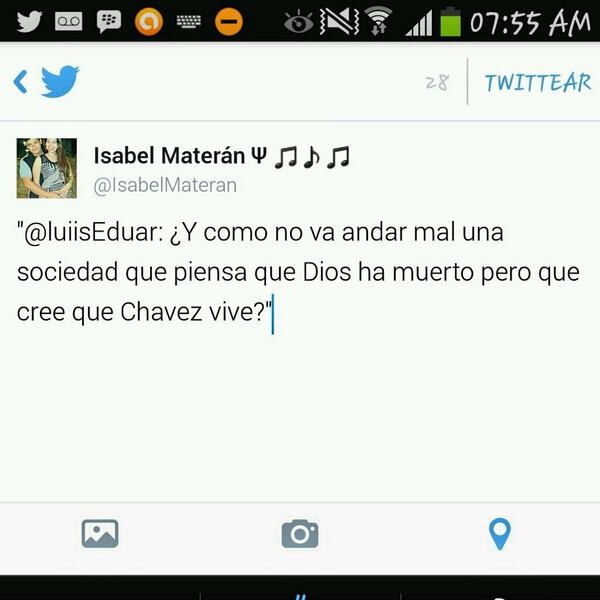 07:55 AM
28 TWITTEAR
Isabel Materán Ψ 🎵♪🎵
@IsabelMateran
"@luiisEduar: ¿Y como no va andar mal una
sociedad que piensa que Dios ha muerto pero que
cree que Chavez vive?"